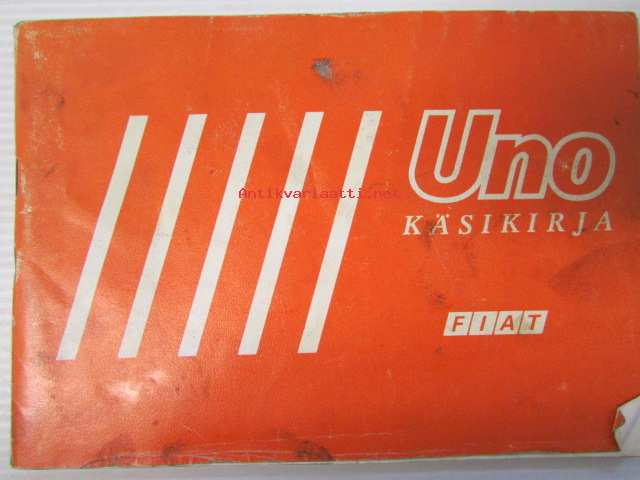 Uno
Antikvariaatti.net
KÄSIKIRJA
FIAT